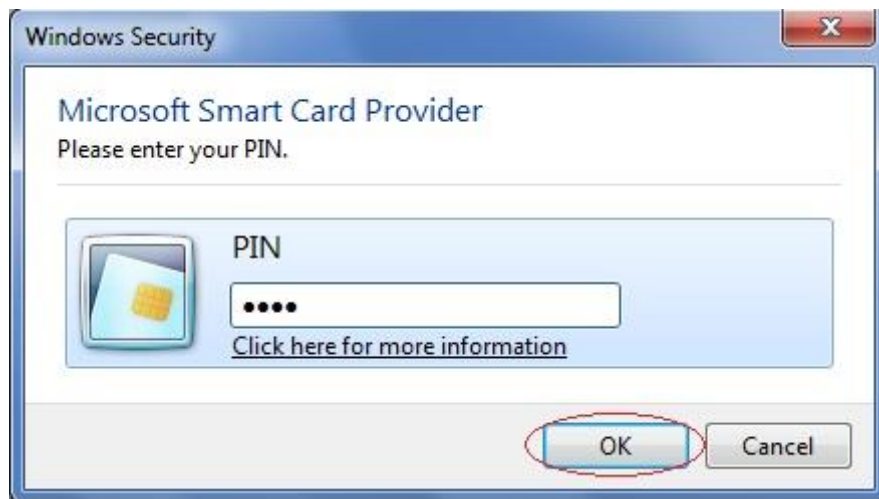 Windows Security
Microsoft Smart Card Provider
Please enter your PIN.
PIN
••••
Click here for more information
OK
Cancel